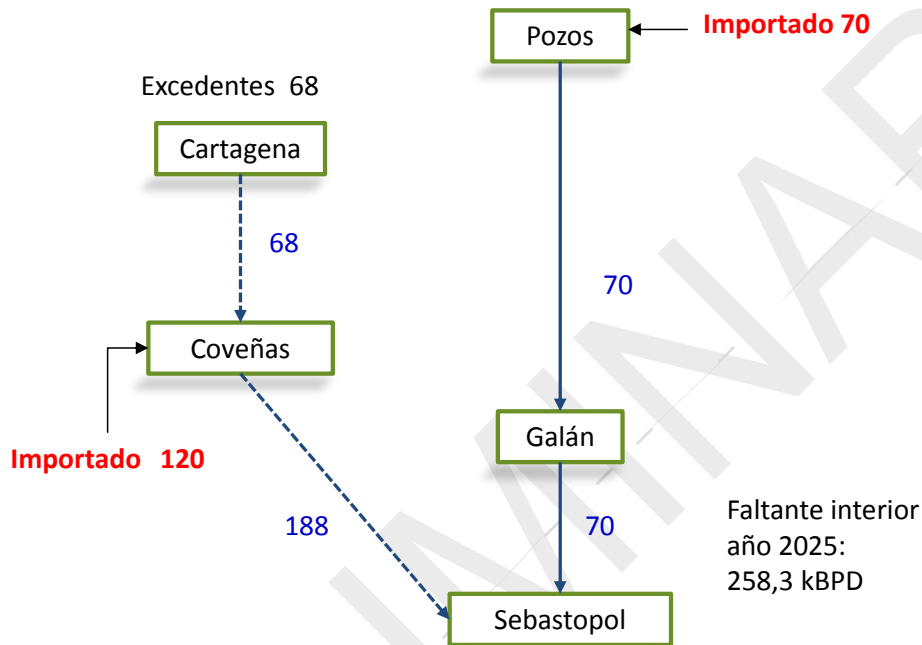 Importado 70
Pozos
Excedentes 68
Cartagena
68
70
Coveñas
Galán
Importado 120
188
70
Faltante interior
año 2025:
258,3 kBPD
Sebastopol